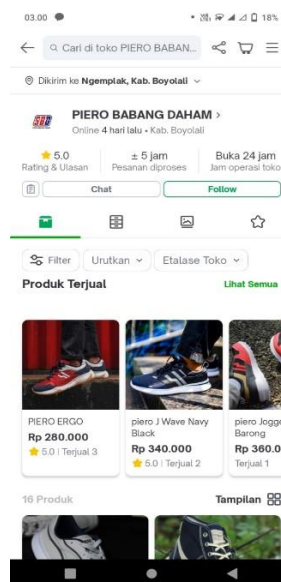 03.00
18%
Cari di toko PIERO BABAN...
Dikirim ke Ngemplak, Kab. Boyolali
SBD
PIERO BABANG DAHAM >
Online 4 hari lalu • Kab. Boyolali
5.0
Rating & Ulasan
± 5 jam
Pesanan diproses
Buka 24 jam
Jam operasi toko
Chat
Follow
Filter
Urutkan
Etalase Toko
Produk Terjual
Lihat Semua
PIERO ERGO
Rp 280.000
5.0 | Terjual 3
piero J Wave Navy
Black
Rp 340.000
5.0 | Terjual 2
piero Jogge
Barong
Rp 360.0
Terjual 1
16 Produk
Tampilan